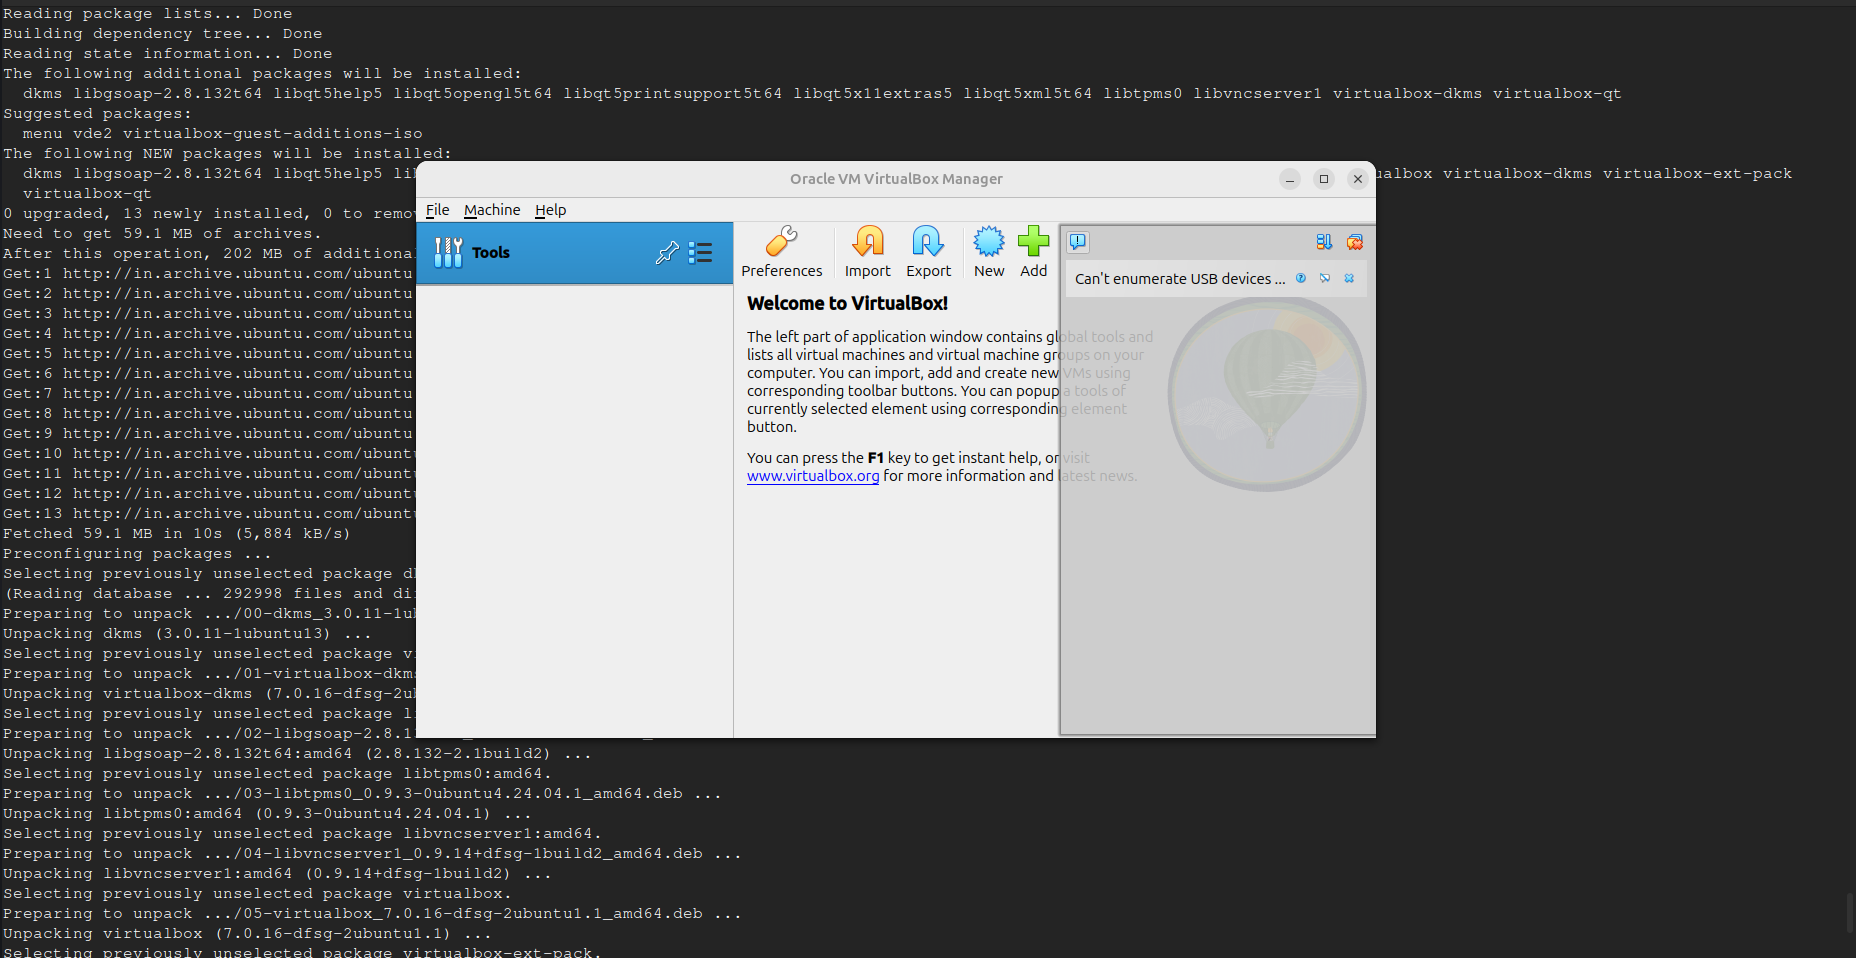 Reading package lists... Done
Building dependency tree... Done
Reading state information... Done
The following additional packages will be installed:
dkms libgsoap-2.8.132t64 libqt5help5 libqt5opengl5t64 libqt5printsupport5t64 libqt5x11extras5 libqt5xml5t64 libtpms0 libvncserver1 virtualbox-dkms virtualbox-qt
Suggested packages:
menu vde2 virtualbox-guest-additions-iso
The following NEW packages will be installed:
dkms libgsoap-2.8.132t64 libqt5help5 li
ualbox virtualbox-dkms virtualbox-ext-pack
virtualbox-qt
0 upgraded, 13 newly installed, 0 to remov
Need to get 59.1 MB of archives.
After this operation, 202 MB of additional
Get:1 http://in.archive.ubuntu.com/ubuntu
Get:2 http://in.archive.ubuntu.com/ubuntu
Get:3 http://in.archive.ubuntu.com/ubuntu
Get:4 http://in.archive.ubuntu.com/ubuntu
Get:5 http://in.archive.ubuntu.com/ubuntu
Get:6 http://in.archive.ubuntu.com/ubuntu
Get:7 http://in.archive.ubuntu.com/ubuntu
Get:8 http://in.archive.ubuntu.com/ubuntu
Get:9 http://in.archive.ubuntu.com/ubuntu
Get:10 http://in.archive.ubuntu.com/ubuntu
Get:11 http://in.archive.ubuntu.com/ubuntu
Get:12 http://in.archive.ubuntu.com/ubuntu
Get:13 http://in.archive.ubuntu.com/ubuntu
Fetched 59.1 MB in 10s (5,884 kB/s)
Preconfiguring packages ...
Selecting previously unselected package d
(Reading database ... 292998 files and di
Preparing to unpack .../00-dkms_3.0.11-1ub
Unpacking dkms (3.0.11-1ubuntu13) ...
Selecting previously unselected package v
Preparing to unpack .../01-virtualbox-dkms
Unpacking virtualbox-dkms (7.0.16-dfsg-2ub
Selecting previously unselected package l
Preparing to unpack .../02-libgsoap-2.8.1
Unpacking libgsoap-2.8.132t64:amd64 (2.8.132-2.1build2) ...
Selecting previously unselected package libtpms0:amd64.
Preparing to unpack .../03-libtpms0_0.9.3-0ubuntu4.24.04.1_amd64.deb ...
Unpacking libtpms0:amd64 (0.9.3-0ubuntu4.24.04.1) ...
Selecting previously unselected package libvncserver1:amd64.
Preparing to unpack .../04-libvncserver1_0.9.14+dfsg-1build2_amd64.deb ...
Unpacking libvncserver1:amd64 (0.9.14+dfsg-1build2) ...
Selecting previously unselected package virtualbox.
Preparing to unpack .../05-virtualbox_7.0.16-dfsg-2ubuntu1.1_amd64.deb ...
Unpacking virtualbox (7.0.16-dfsg-2ubuntu1.1) ...
Selecting previously unselected package virtualbox-ext-pack.
Oracle VM VirtualBox Manager
File Machine Help
Tools
Preferences Import Export New Add
Welcome to VirtualBox!
The left part of application window contains global tools and
lists all virtual machines and virtual machine groups on your
computer. You can import, add and create new VMs using
corresponding toolbar buttons. You can popup a tools of
currently selected element using corresponding element
button.
You can press the F1 key to get instant help, or visit
www.virtualbox.org for more information and latest news.
Can't enumerate USB devices ...